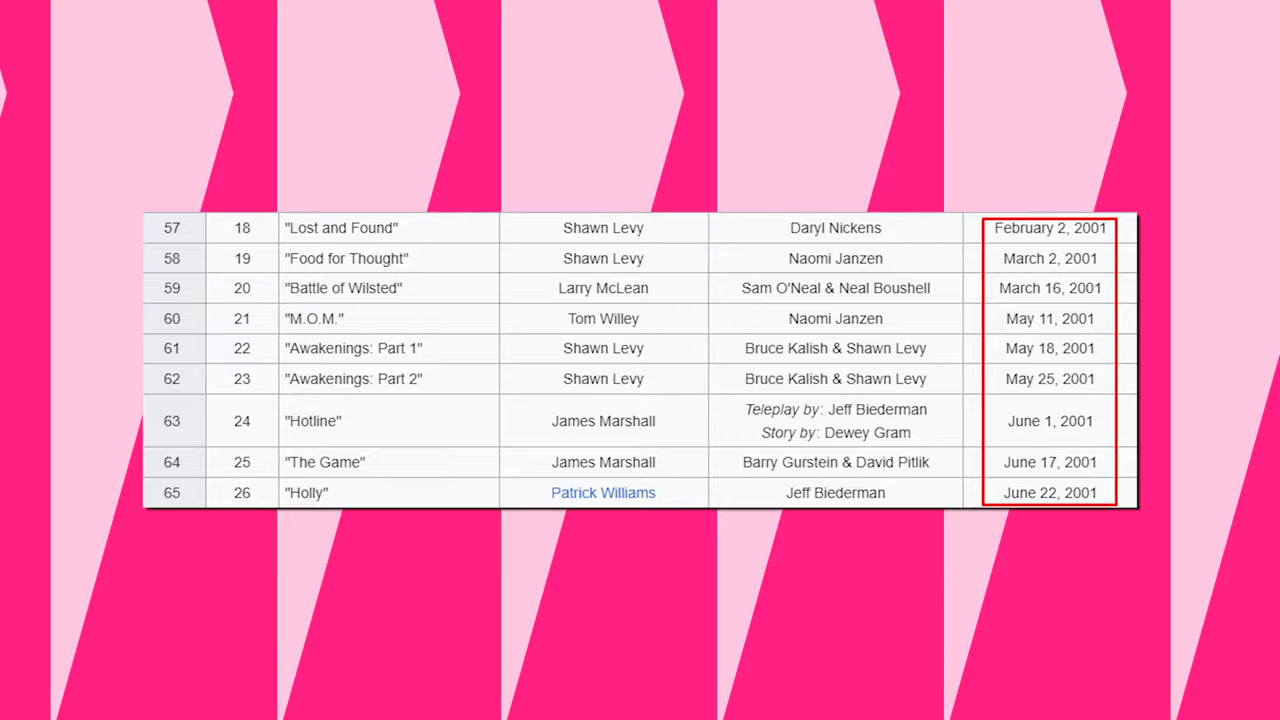 57 18 "Lost and Found" Shawn Levy Daryl Nickens February 2, 2001
58 19 "Food for Thought" Shawn Levy Naomi Janzen March 2, 2001
59 20 "Battle of Wilsted" Larry McLean Sam O'Neal & Neal Boushell March 16, 2001
60 21 "M.O.M." Tom Willey Naomi Janzen May 11, 2001
61 22 "Awakenings: Part 1" Shawn Levy Bruce Kalish & Shawn Levy May 18, 2001
62 23 "Awakenings: Part 2" Shawn Levy Bruce Kalish & Shawn Levy May 25, 2001
63 24 "Hotline" James Marshall Teleplay by: Jeff Biederman June 1, 2001
Story by: Dewey Gram
64 25 "The Game" James Marshall Barry Gurstein & David Pitlik June 17, 2001
65 26 "Holly" Patrick Williams Jeff Biederman June 22, 2001